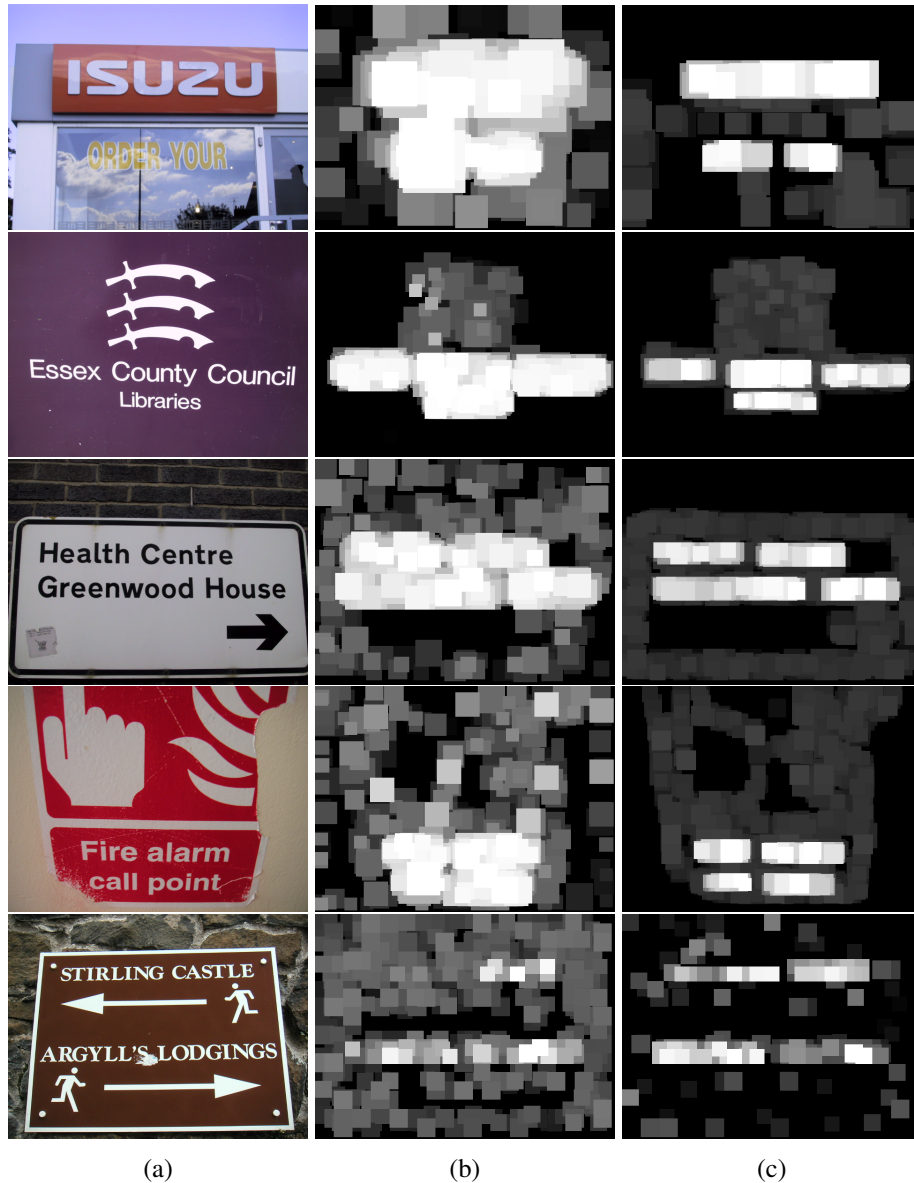 ISUZU
ORDER YOUR
Essex County Council
Libraries
Health Centre
Greenwood House
Fire alarm
call point
STIRLING CASTLE
ARGYLL'S LODGINGS
(a) (b) (c)